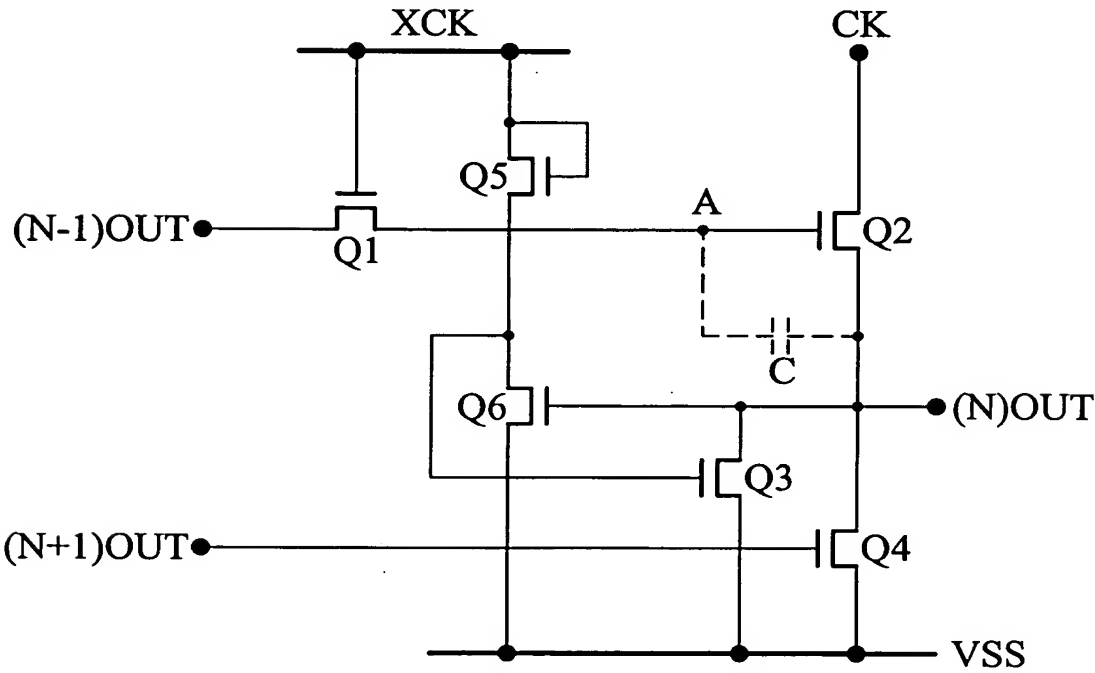 XCK
CK
Q5
A
(N-1)OUT
Q1
Q2
C
Q6
(N)OUT
Q3
(N+1)OUT
Q4
VSS